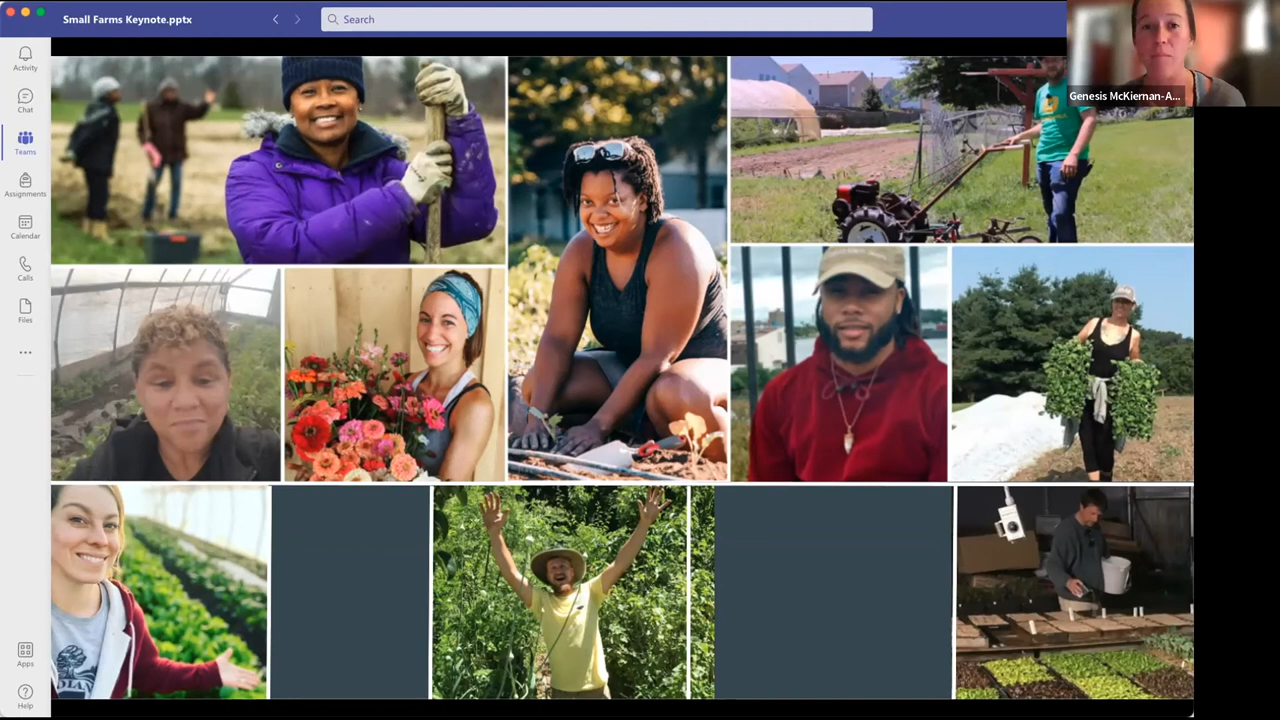 Small Farms Keynote.pptx
Search
Genesis McKiernan-A...
Activity
Chat
Teams
Assignments
Calendar
Calls
Files
Apps
Help